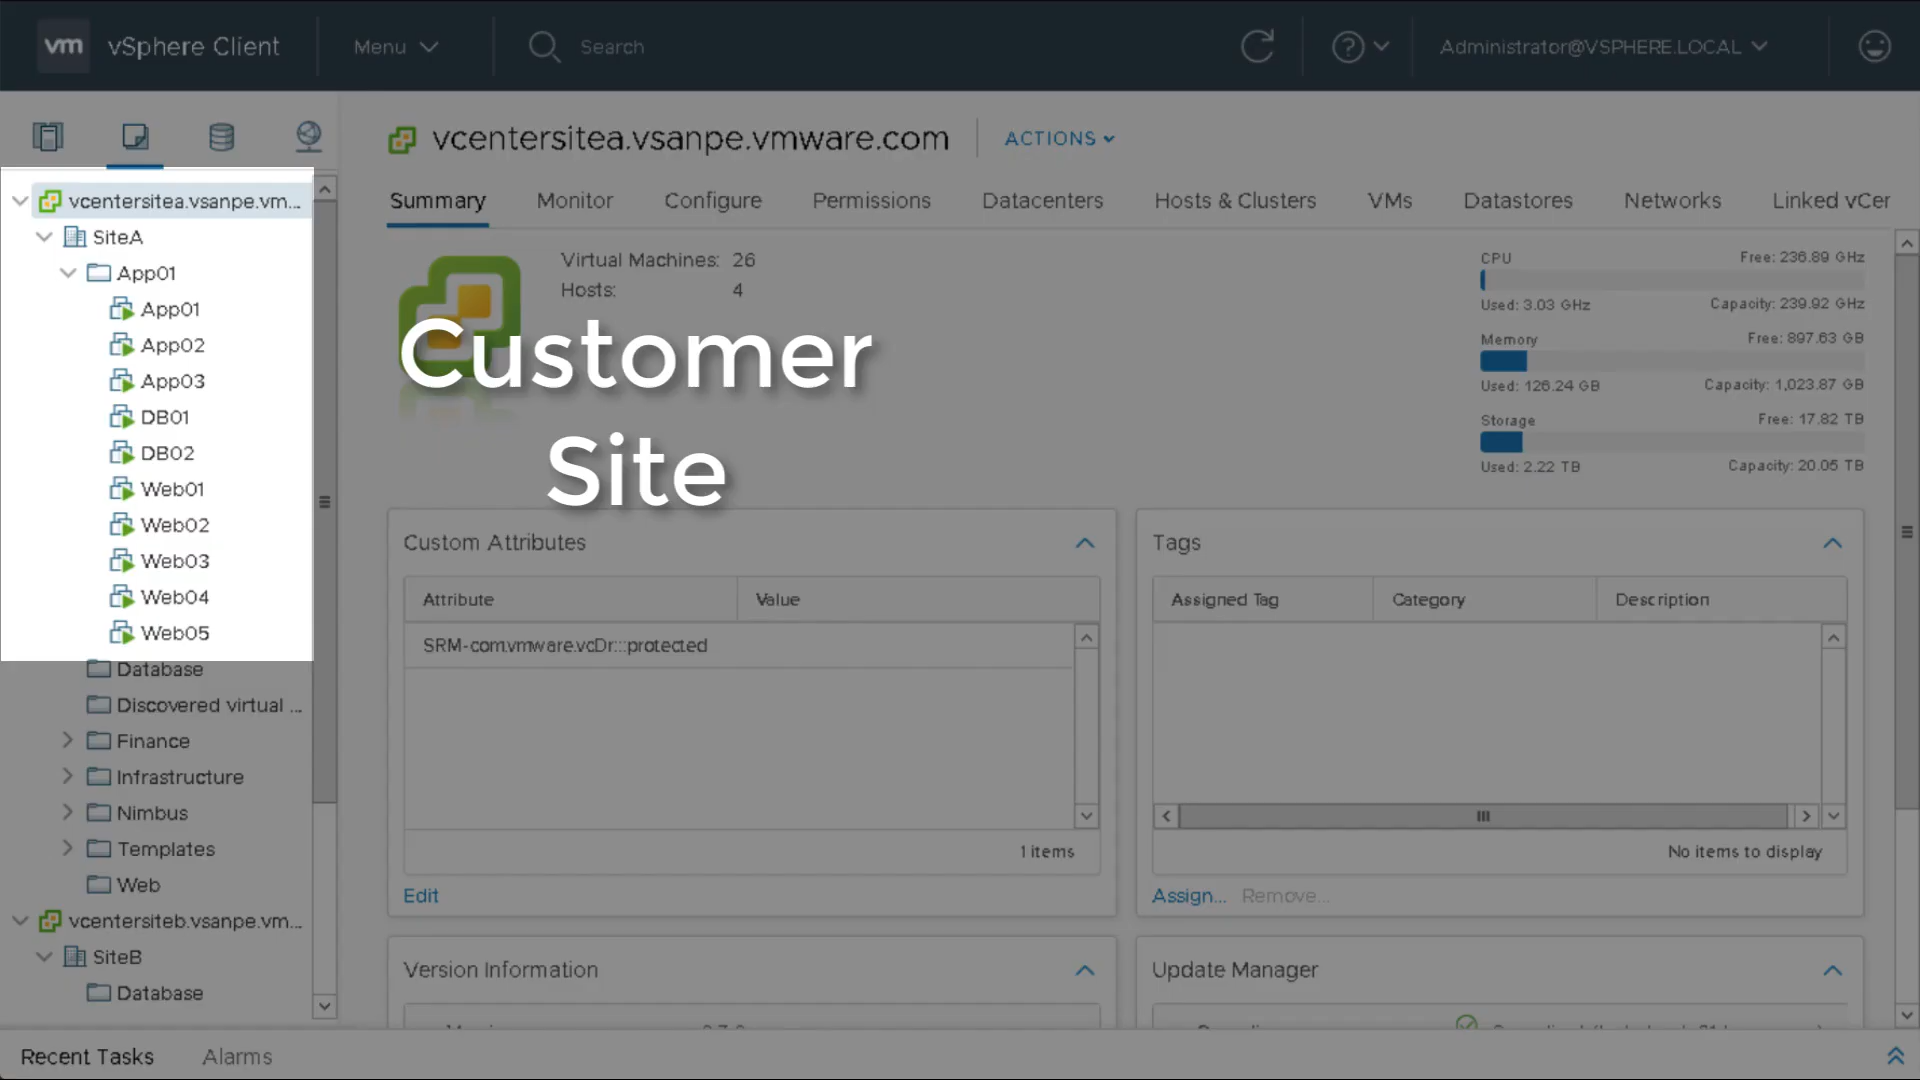 vm vSphere Client Menu Search Administrator@VSPHERE.LOCAL
vcentersitea.vsanpe.vmware.com ACTIONS
Summary Monitor Configure Permissions Datacenters Hosts & Clusters VMs Datastores Networks Linked vCer
vcentersitea.vsanpe.vm...
SiteA
App01
App01
App02
App03
DB01
DB02
Web01
Web02
Web03
Web04
Web05
Database
Discovered virtual ...
Finance
Infrastructure
Nimbus
Templates
Web
vcentersiteb.vsanpe.vm...
SiteB
Database
Virtual Machines: 26
Hosts: 4
Customer
Site
CPU Free: 236.89 GHz
Used: 3.03 GHz Capacity: 239.92 GHz
Memory Free: 897.63 GB
Used: 126.24 GB Capacity: 1,023.87 GB
Storage Free: 17.82 TB
Used: 2.22 TB Capacity: 20.05 TB
Custom Attributes
Attribute Value
SRM-com.vmware.vcDr:::protected
1 items
Edit
Tags
Assigned Tag Category Description
No items to display
Assign... Remove...
Version Information
Update Manager
Recent Tasks Alarms